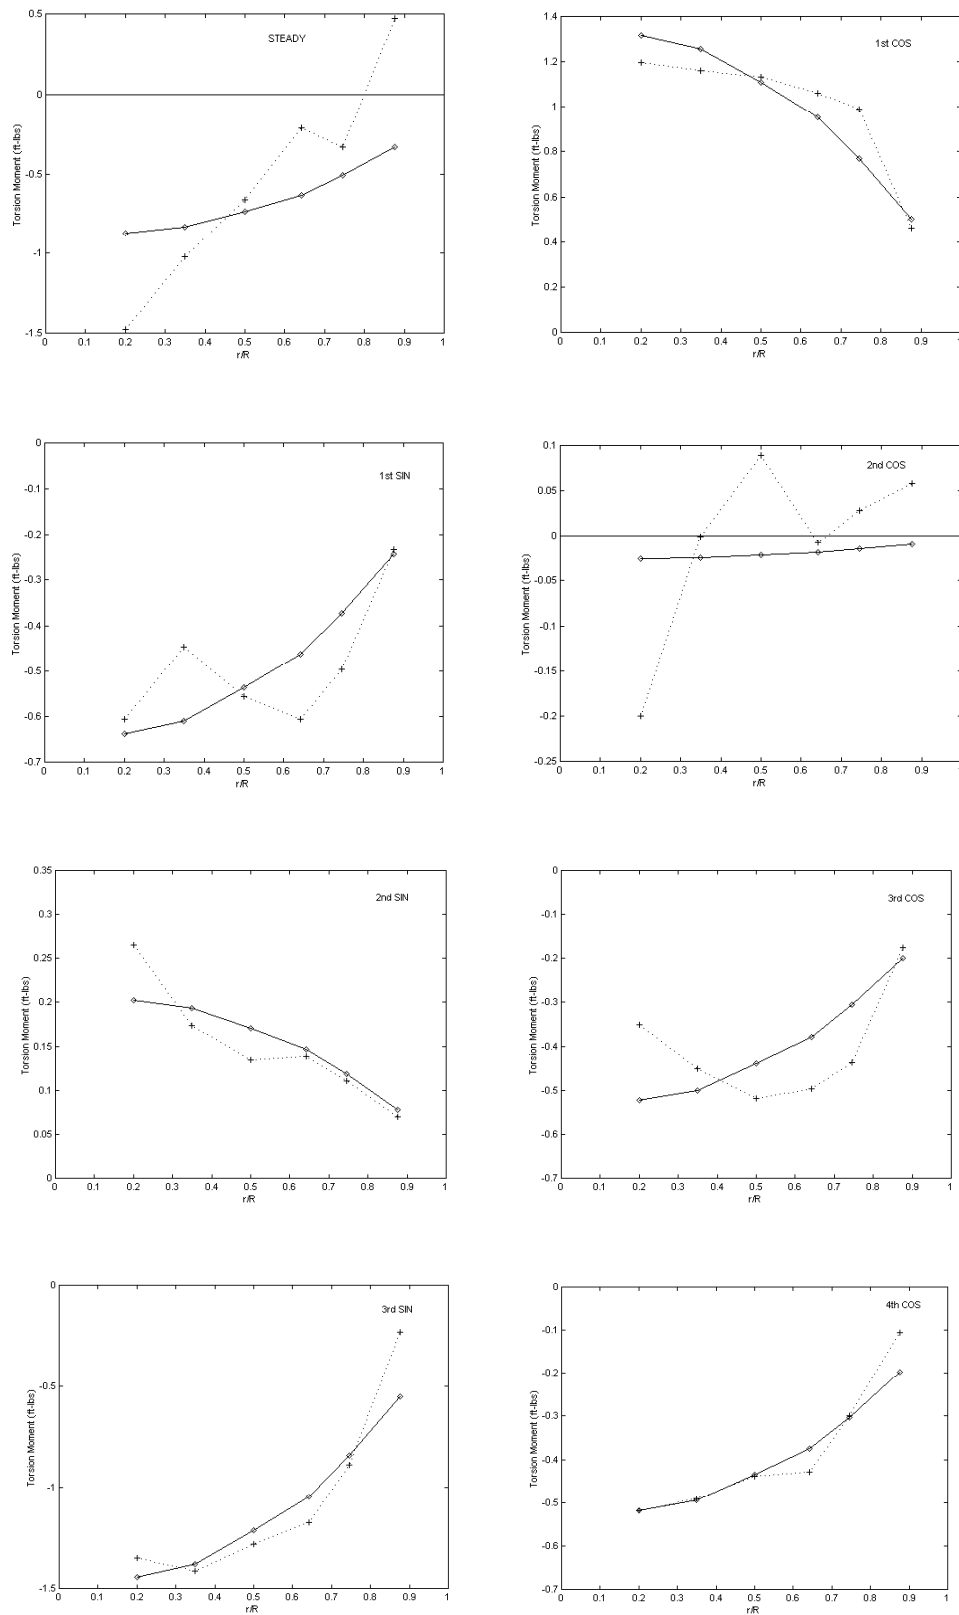 STEADY
0.5
0
-0.5
-1
-1.5
Torsion Moment (ft-lbs)
0 0.1 0.2 0.3 0.4 0.5 0.6 0.7 0.8 0.9 1
r/R
1st COS
1.4
1.2
1
0.8
0.6
0.4
0.2
0
Torsion Moment (ft-lbs)
0 0.1 0.2 0.3 0.4 0.5 0.6 0.7 0.8 0.9 1
r/R
1st SIN
0
-0.1
-0.2
-0.3
-0.4
-0.5
-0.6
-0.7
Torsion Moment (ft-lbs)
0 0.1 0.2 0.3 0.4 0.5 0.6 0.7 0.8 0.9 1
r/R
2nd COS
0.1
0.05
0
-0.05
-0.1
-0.15
-0.2
-0.25
Torsion Moment (ft-lbs)
0 0.1 0.2 0.3 0.4 0.5 0.6 0.7 0.8 0.9 1
r/R
2nd SIN
0.35
0.3
0.25
0.2
0.15
0.1
0.05
0
Torsion Moment (ft-lbs)
0 0.1 0.2 0.3 0.4 0.5 0.6 0.7 0.8 0.9 1
r/R
3rd COS
0
-0.1
-0.2
-0.3
-0.4
-0.5
-0.6
-0.7
Torsion Moment (ft-lbs)
0 0.1 0.2 0.3 0.4 0.5 0.6 0.7 0.8 0.9 1
r/R
3rd SIN
0
-0.5
-1
-1.5
Torsion Moment (ft-lbs)
0 0.1 0.2 0.3 0.4 0.5 0.6 0.7 0.8 0.9 1
r/R
4th COS
0
-0.1
-0.2
-0.3
-0.4
-0.5
-0.6
-0.7
Torsion Moment (ft-lbs)
0 0.1 0.2 0.3 0.4 0.5 0.6 0.7 0.8 0.9 1
r/R